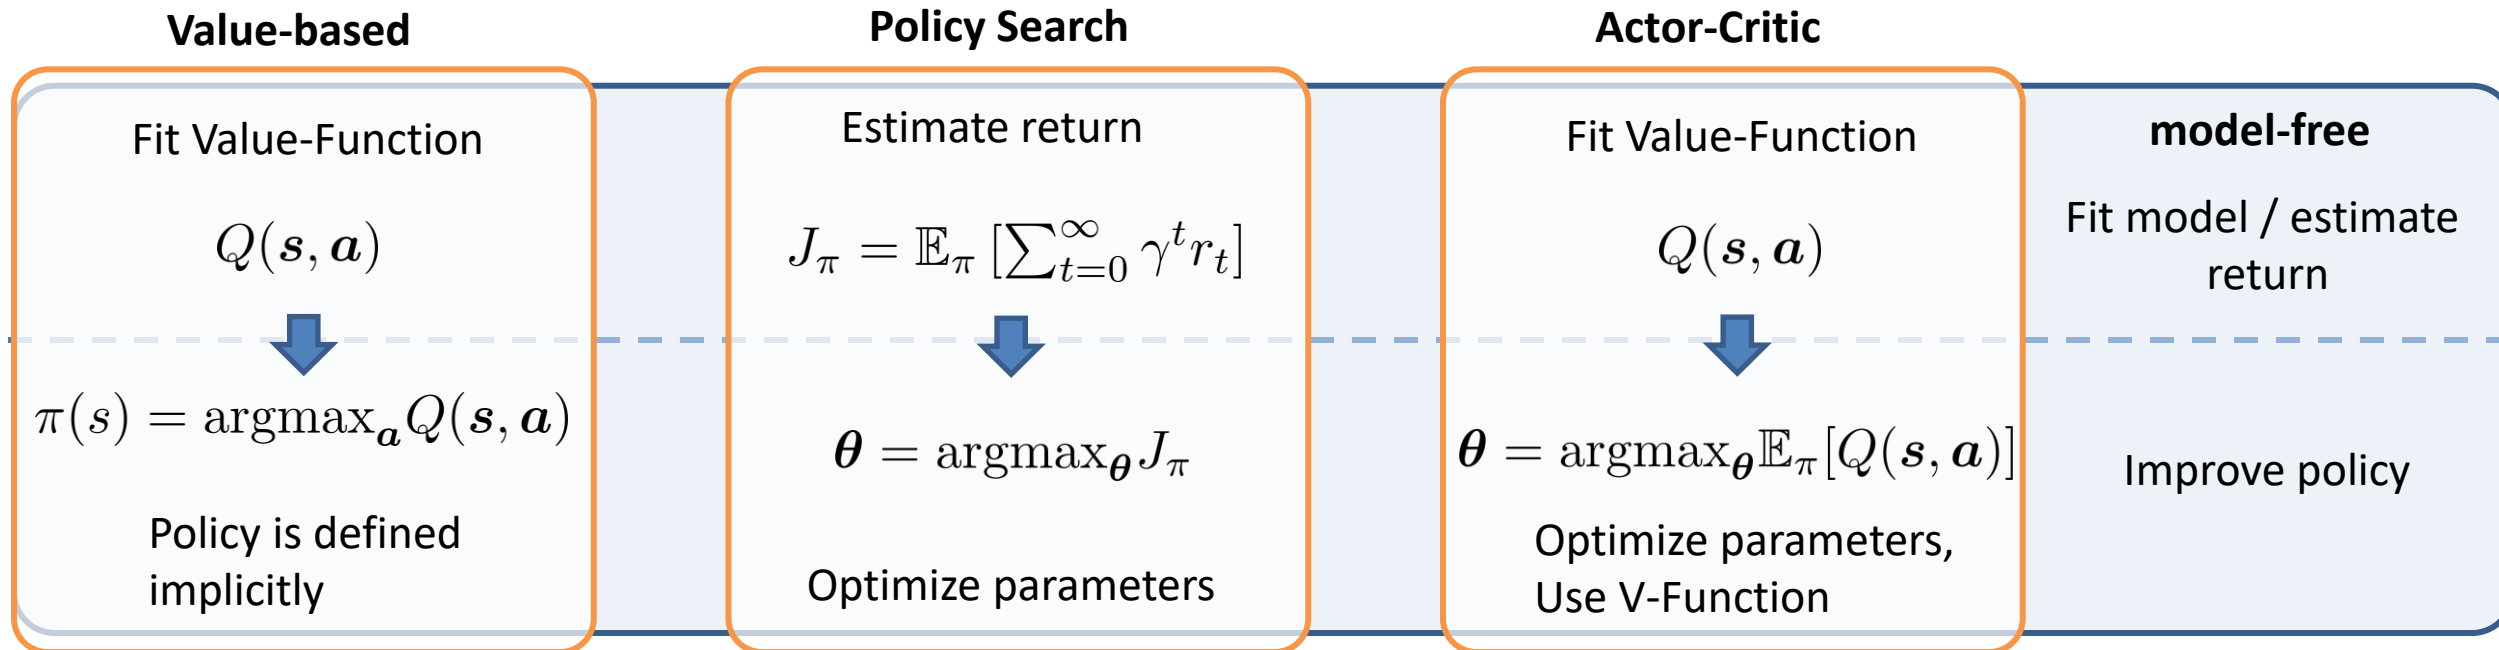 Value-based
Fit Value-Function
Q(s, a)
π(s) = argmax_a Q(s, a)
Policy is defined
implicitly
Policy Search
Estimate return
J_π = 𝔼_π [∑_{t=0}^{∞} γ^t r_t]
θ = argmax_θ J_π
Optimize parameters
Actor-Critic
Fit Value-Function
Q(s, a)
θ = argmax_θ 𝔼_π[Q(s, a)]
Optimize parameters,
Use V-Function
model-free
Fit model / estimate
return
Improve policy